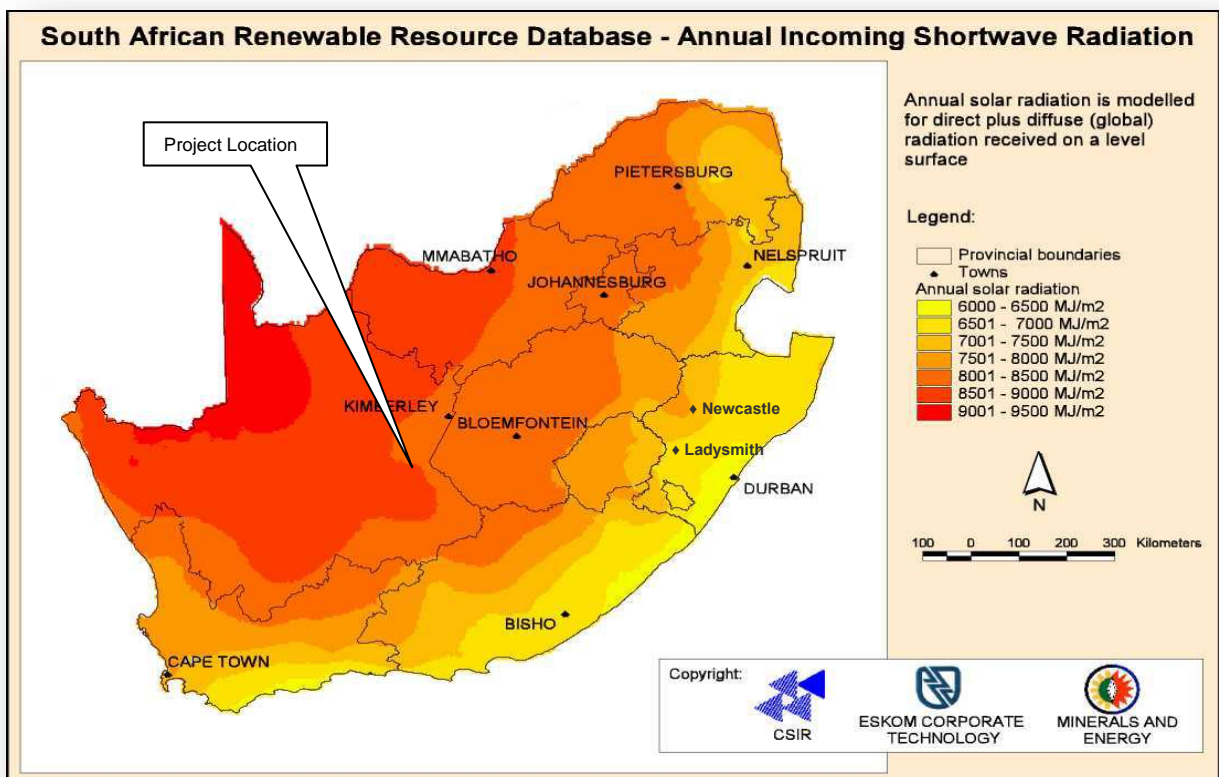 South African Renewable Resource Database - Annual Incoming Shortwave Radiation
Project Location
PIETERSBURG
MMABATHO
NELSPRUIT
JOHANNESBURG
KIMBERLEY
BLOEMFONTEIN
♦ Newcastle
♦ Ladysmith
DURBAN
BISHO
CAPE TOWN
Annual solar radiation is modelled
for direct plus diffuse (global)
radiation received on a level
surface
Legend:
Provincial boundaries
Towns
Annual solar radiation
6000 - 6500 MJ/m2
6501 - 7000 MJ/m2
7001 - 7500 MJ/m2
7501 - 8000 MJ/m2
8001 - 8500 MJ/m2
8501 - 9000 MJ/m2
9001 - 9500 MJ/m2
N
100 0 100 200 300 Kilometers
Copyright:
CSIR
ESKOM CORPORATE
TECHNOLOGY
MINERALS AND
ENERGY